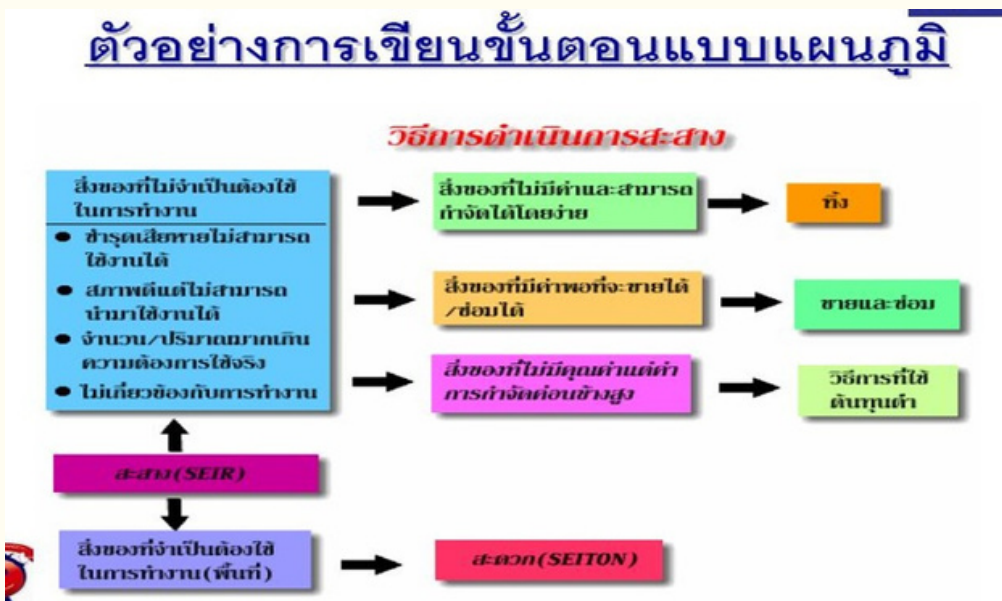 ตัวอย่างการเขียนขั้นตอนแบบแผนภูมิ
วิธีการดำเนินการสะสาง
สิ่งของที่ไม่จำเป็นต้องใช้
ในการทำงาน
● ชำรุดเสียหายไม่สามารถ
ใช้งานได้
● สภาพดีแต่ไม่สามารถ
นำมาใช้งานได้
● จำนวน/ปริมาณมากเกิน
ความต้องการใช้จริง
● ไม่เกี่ยวข้องกับการทำงาน
สิ่งของที่ไม่มีค่าและสามารถ
กำจัดได้โดยง่าย
ทิ้ง
สิ่งของที่มีค่าพอที่จะขายได้
/ซ่อมได้
ขายและซ่อม
สิ่งของที่ไม่มีคุณค่าแต่ค่า
การกำจัดค่อนข้างสูง
วิธีการที่ใช้
ต้นทุนต่ำ
สะสาง(SEIR)
สิ่งของที่จำเป็นต้องใช้
ในการทำงาน(พื้นที่)
สะดวก(SEITON)